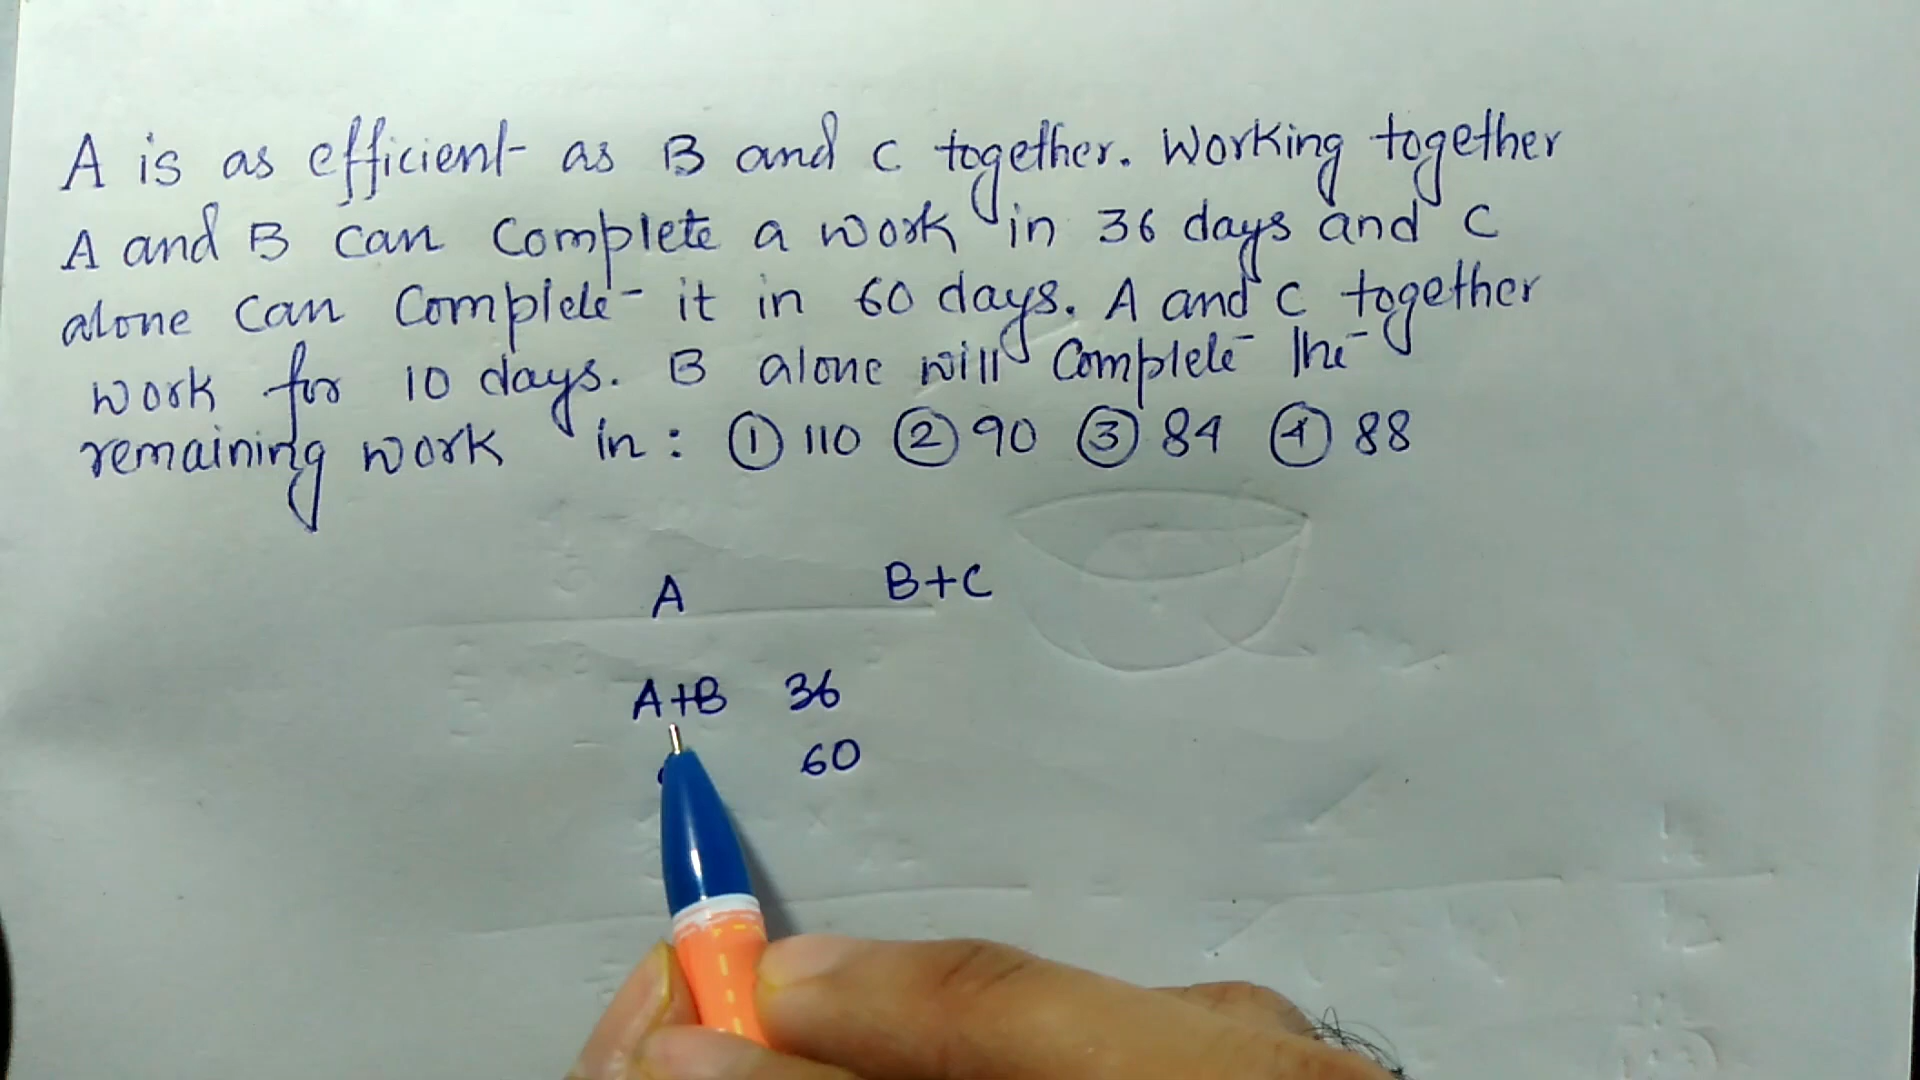 A is as efficient as B and C together. Working together
A and B can complete a work in 36 days and C
alone can complete it in 60 days. A and C together
work for 10 days. B alone will complete the
remaining work in : ① 110 ② 90 ③ 84 ④ 88
A B+C
A+B 36
60